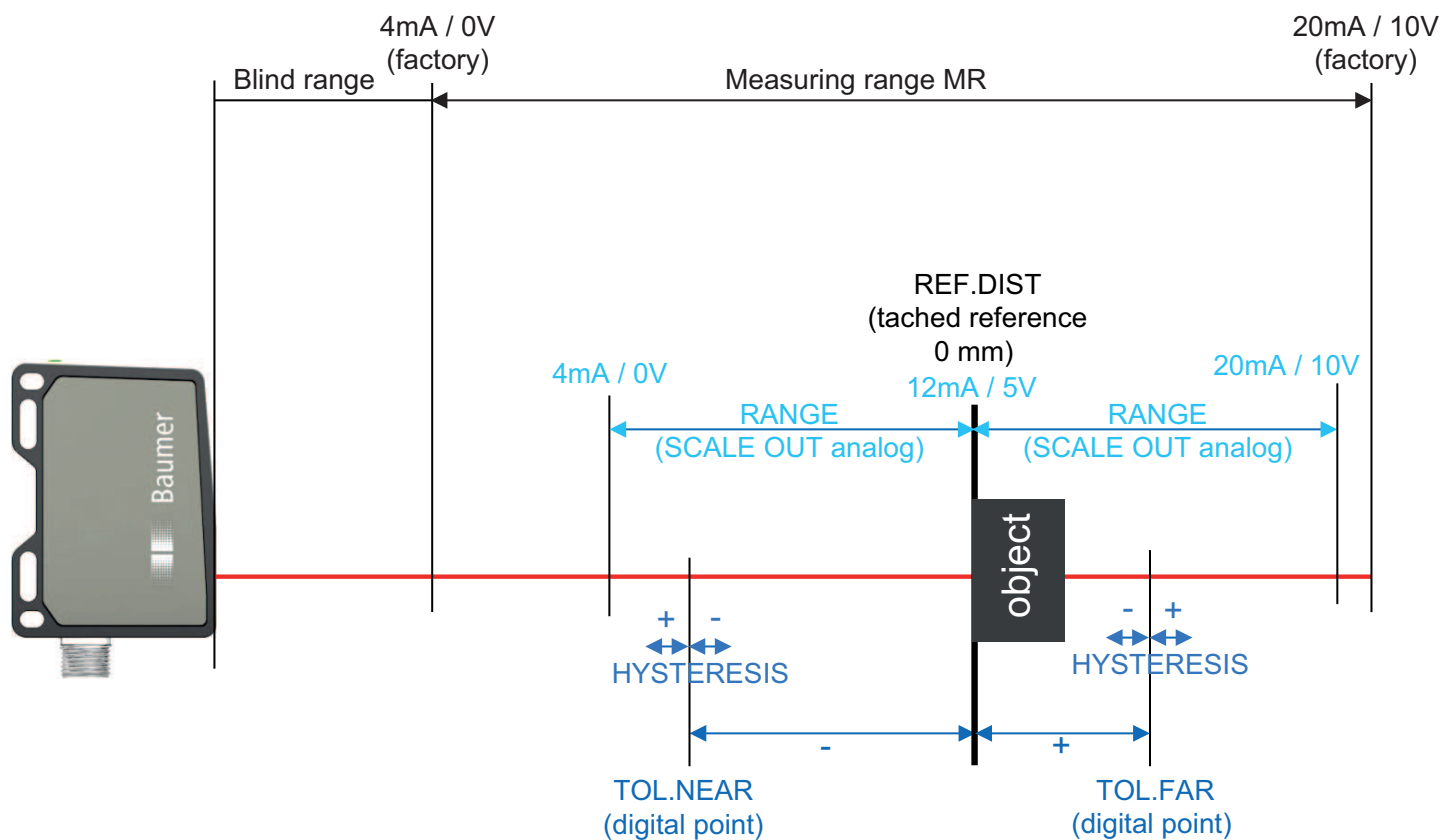 4mA / 0V
(factory)
20mA / 10V
(factory)
Blind range
Measuring range MR
REF.DIST
(tached reference
0 mm)
4mA / 0V
12mA / 5V
20mA / 10V
RANGE
(SCALE OUT analog)
RANGE
(SCALE OUT analog)
Baumer
object
+ -
HYSTERESIS
- +
HYSTERESIS
-
+
TOL.NEAR
(digital point)
TOL.FAR
(digital point)